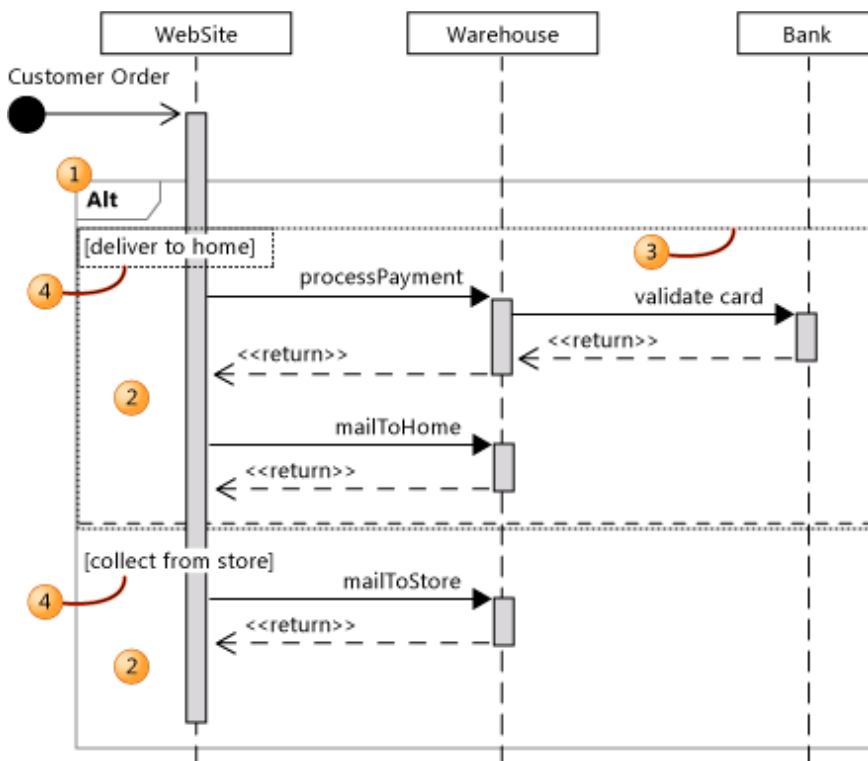 WebSite
Warehouse
Bank
Customer Order
1
Alt
[deliver to home]
3
4
processPayment
validate card
<<return>>
<<return>>
2
mailToHome
<<return>>
[collect from store]
4
mailToStore
<<return>>
2